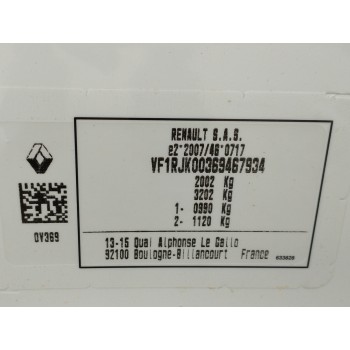 RENAULT S.A.S.
e2*2007/46*0717
VF1RJK00369467934
2002 Kg
3202 Kg
1- 0990 Kg
2- 1120 Kg
DV369
13-15 Quai Alphonse Le Gallo
92100 Boulogne-Billancourt France